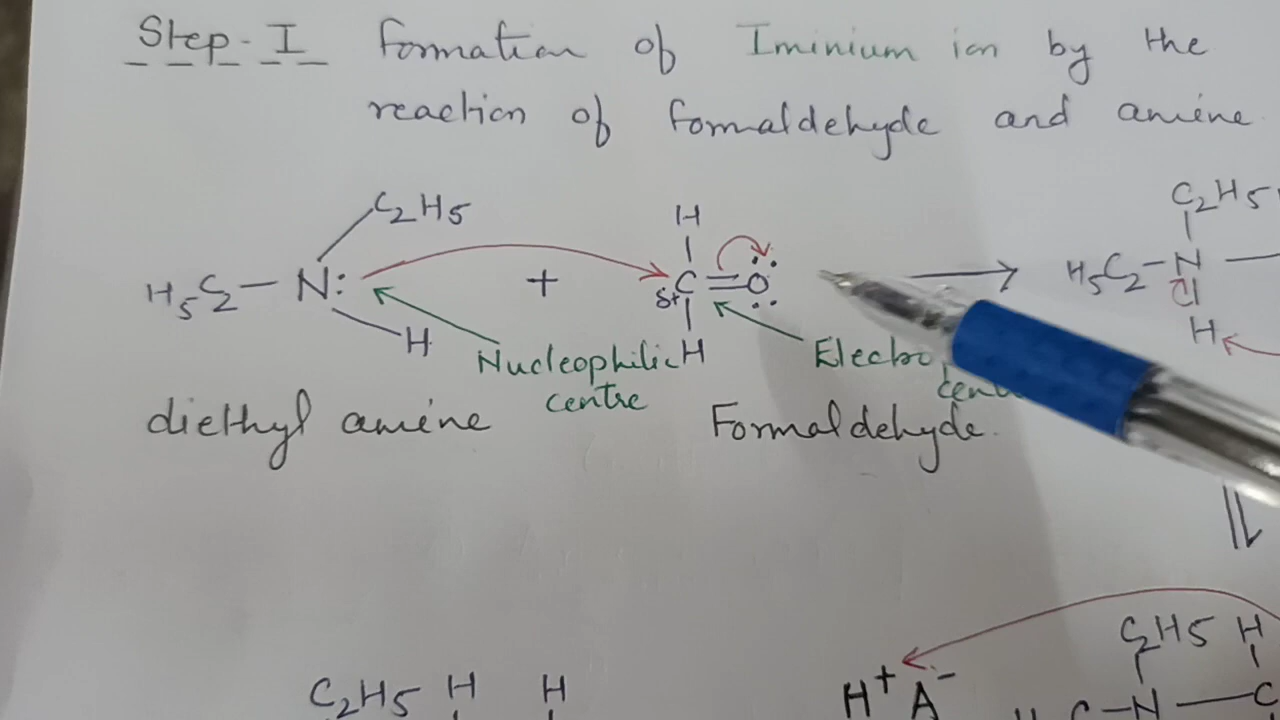 Step-I Formation of Iminium ion by the
reaction of formaldehyde and amine
C2H5
H5C2-N:
H
+
H
δ+C=O
H
C2H5
H5C2-N
H
Nucleophilic
centre
diethyl amine
Formaldehyde.
C2H5 H H
H+ A-
C2H5 H
N-C